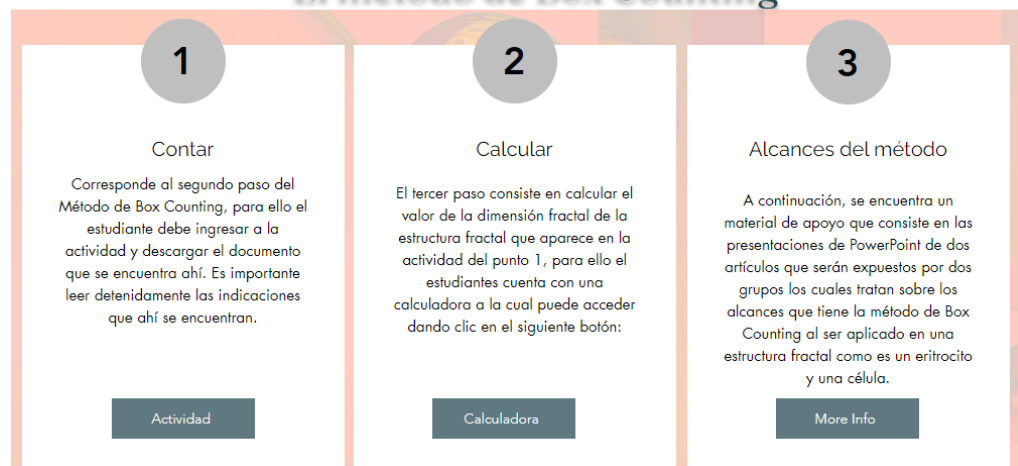 El método de Box Counting
1
Contar
Corresponde al segundo paso del
Método de Box Counting, para ello el
estudiante debe ingresar a la
actividad y descargar el documento
que se encuentra ahí. Es importante
leer detenidamente las indicaciones
que ahí se encuentran.
Actividad
2
Calcular
El tercer paso consiste en calcular el
valor de la dimensión fractal de la
estructura fractal que aparece en la
actividad del punto 1, para ello el
estudiantes cuenta con una
calculadora a la cual puede acceder
dando clic en el siguiente botón:
Calculadora
3
Alcances del método
A continuación, se encuentra un
material de apoyo que consiste en las
presentaciones de PowerPoint de dos
artículos que serán expuestos por dos
grupos los cuales tratan sobre los
alcances que tiene la método de Box
Counting al ser aplicado en una
estructura fractal como es un eritrocito
y una célula.
More Info